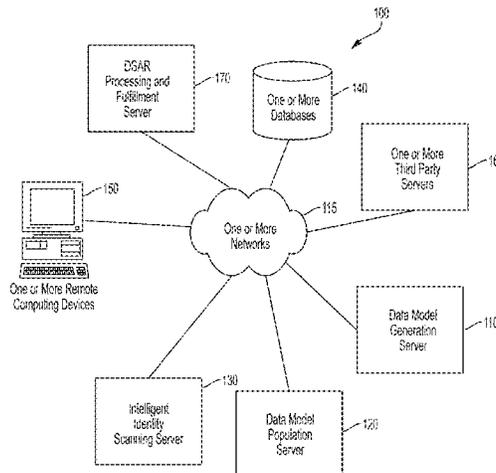 100
DSAR
Processing and
Fulfillment
Server
170
One or More
Databases
140
One or More
Third Party
Servers
16
150
One or More
Networks
115
One or More Remote
Computing Devices
Data Model
Generation
Server
110
130
Intelligent
Identity
Scanning Server
Data Model
Population
Server
120